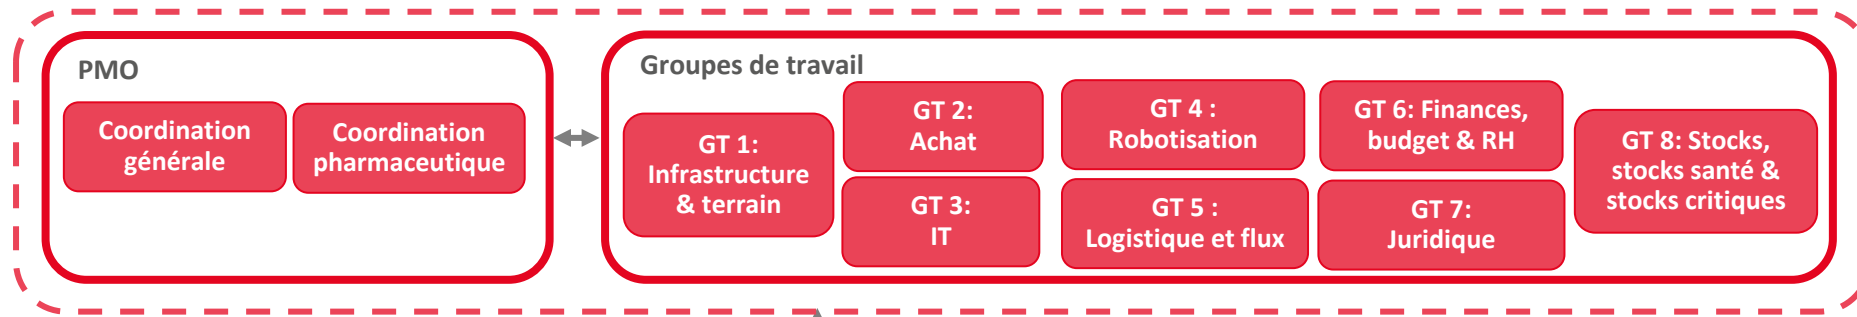 PMO
Coordination
générale
Coordination
pharmaceutique
Groupes de travail
GT 1:
Infrastructure
& terrain
GT 2:
Achat
GT 3:
IT
GT 4 :
Robotisation
GT 5 :
Logistique et flux
GT 6: Finances,
budget & RH
GT 7:
Juridique
GT 8: Stocks,
stocks santé &
stocks critiques